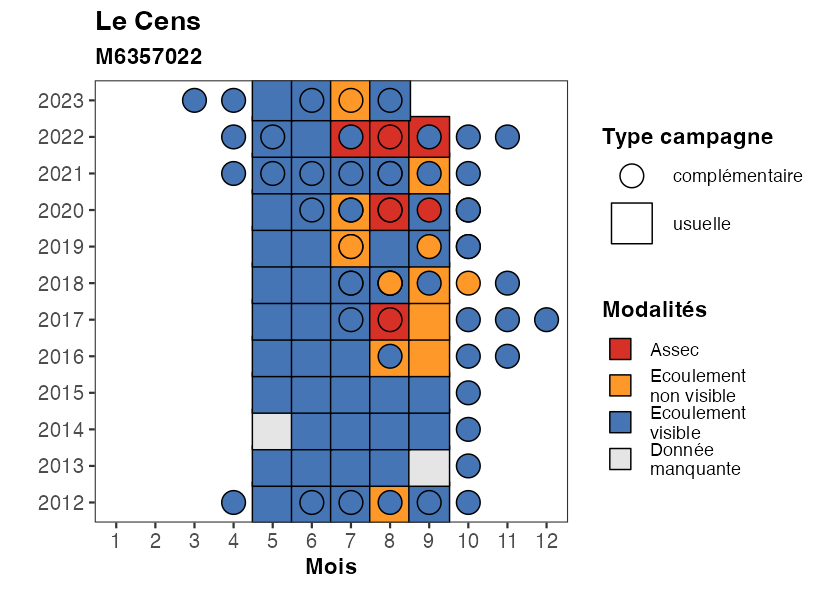 Le Cens
M6357022
2023
2022
2021
2020
2019
2018
2017
2016
2015
2014
2013
2012
1 2 3 4 5 6 7 8 9 10 11 12
Mois
Type campagne
complémentaire
usuelle
Modalités
Assec
Ecoulement
non visible
Ecoulement
visible
Donnée
manquante